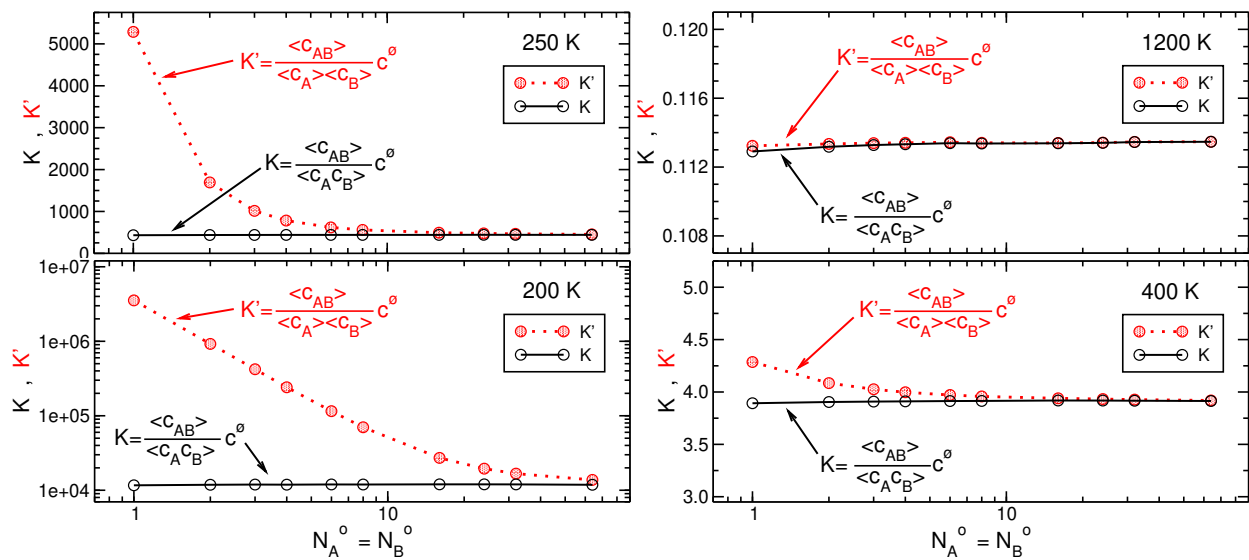 250 K
K'=<c_AB>/<c_A><c_B> c^ø
K'
K
K=<c_AB>/<c_A c_B> c^ø
K , K'
5000
4000
3000
2000
1000
0
1200 K
K'=<c_AB>/<c_A><c_B> c^ø
K'
K
K=<c_AB>/<c_A c_B> c^ø
K , K'
0.120
0.116
0.112
0.108
200 K
K'=<c_AB>/<c_A><c_B> c^ø
K'
K
K=<c_AB>/<c_A c_B> c^ø
K , K'
1e+07
1e+06
1e+05
1e+04
1 10
N_A^o = N_B^o
400 K
K'=<c_AB>/<c_A><c_B> c^ø
K'
K
K=<c_AB>/<c_A c_B> c^ø
K , K'
5.0
4.5
4.0
3.5
3.0
1 10
N_A^o = N_B^o